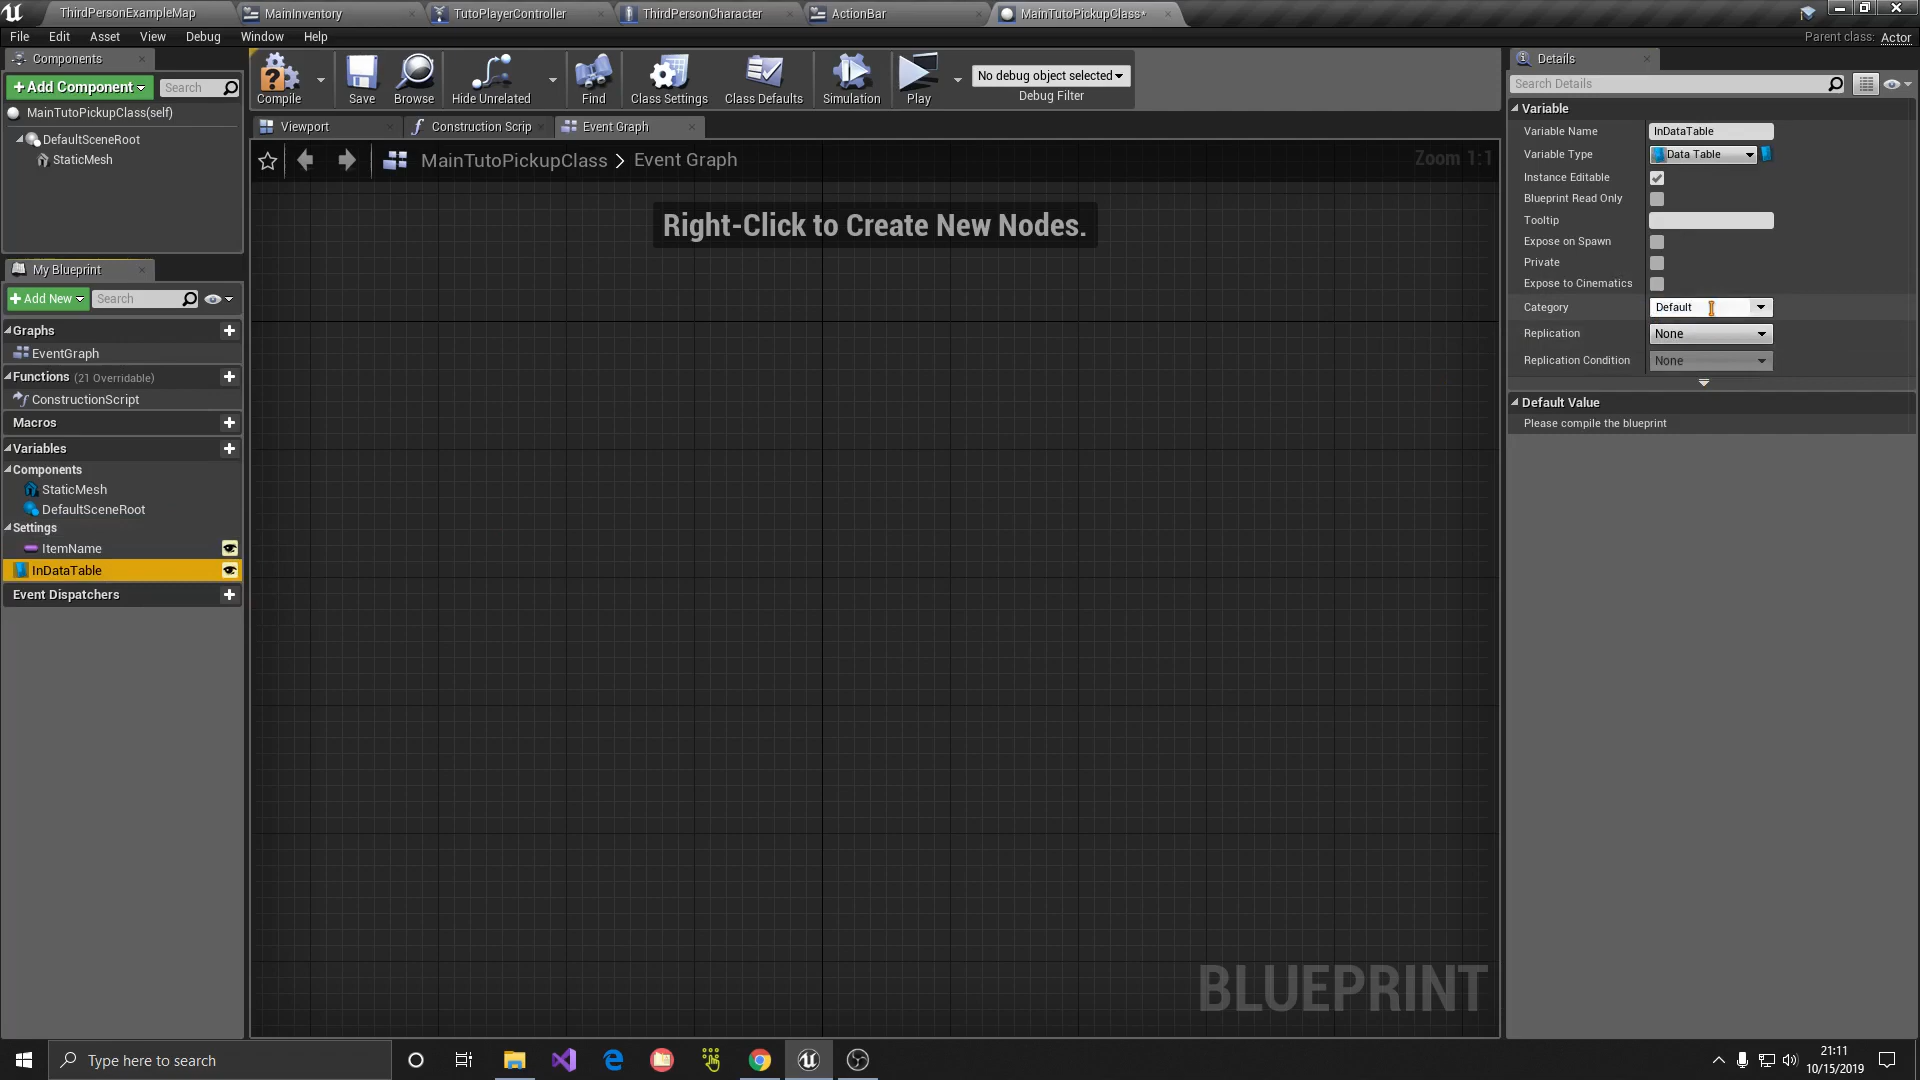 ThirdPersonExampleMap
MainInventory
TutoPlayerController
ThirdPersonCharacter
ActionBar
MainTutoPickupClass*
File Edit Asset View Debug Window Help
Parent class: Actor
Components
+Add Component
Search
MainTutoPickupClass(self)
DefaultSceneRoot
StaticMesh
Compile
Save
Browse
Hide Unrelated
Find
Class Settings
Class Defaults
Simulation
Play
No debug object selected
Debug Filter
Viewport
Construction Scrip
Event Graph
MainTutoPickupClass > Event Graph
Zoom 1:1
Right-Click to Create New Nodes.
BLUEPRINT
My Blueprint
+Add New
Search
Graphs
EventGraph
Functions (21 Overridable)
ConstructionScript
Macros
Variables
Components
StaticMesh
DefaultSceneRoot
Settings
ItemName
InDataTable
Event Dispatchers
Details
Search Details
Variable
Variable Name InDataTable
Variable Type Data Table
Instance Editable
Blueprint Read Only
Tooltip
Expose on Spawn
Private
Expose to Cinematics
Category Default
Replication None
Replication Condition None
Default Value
Please compile the blueprint
Type here to search
21:11
10/15/2019